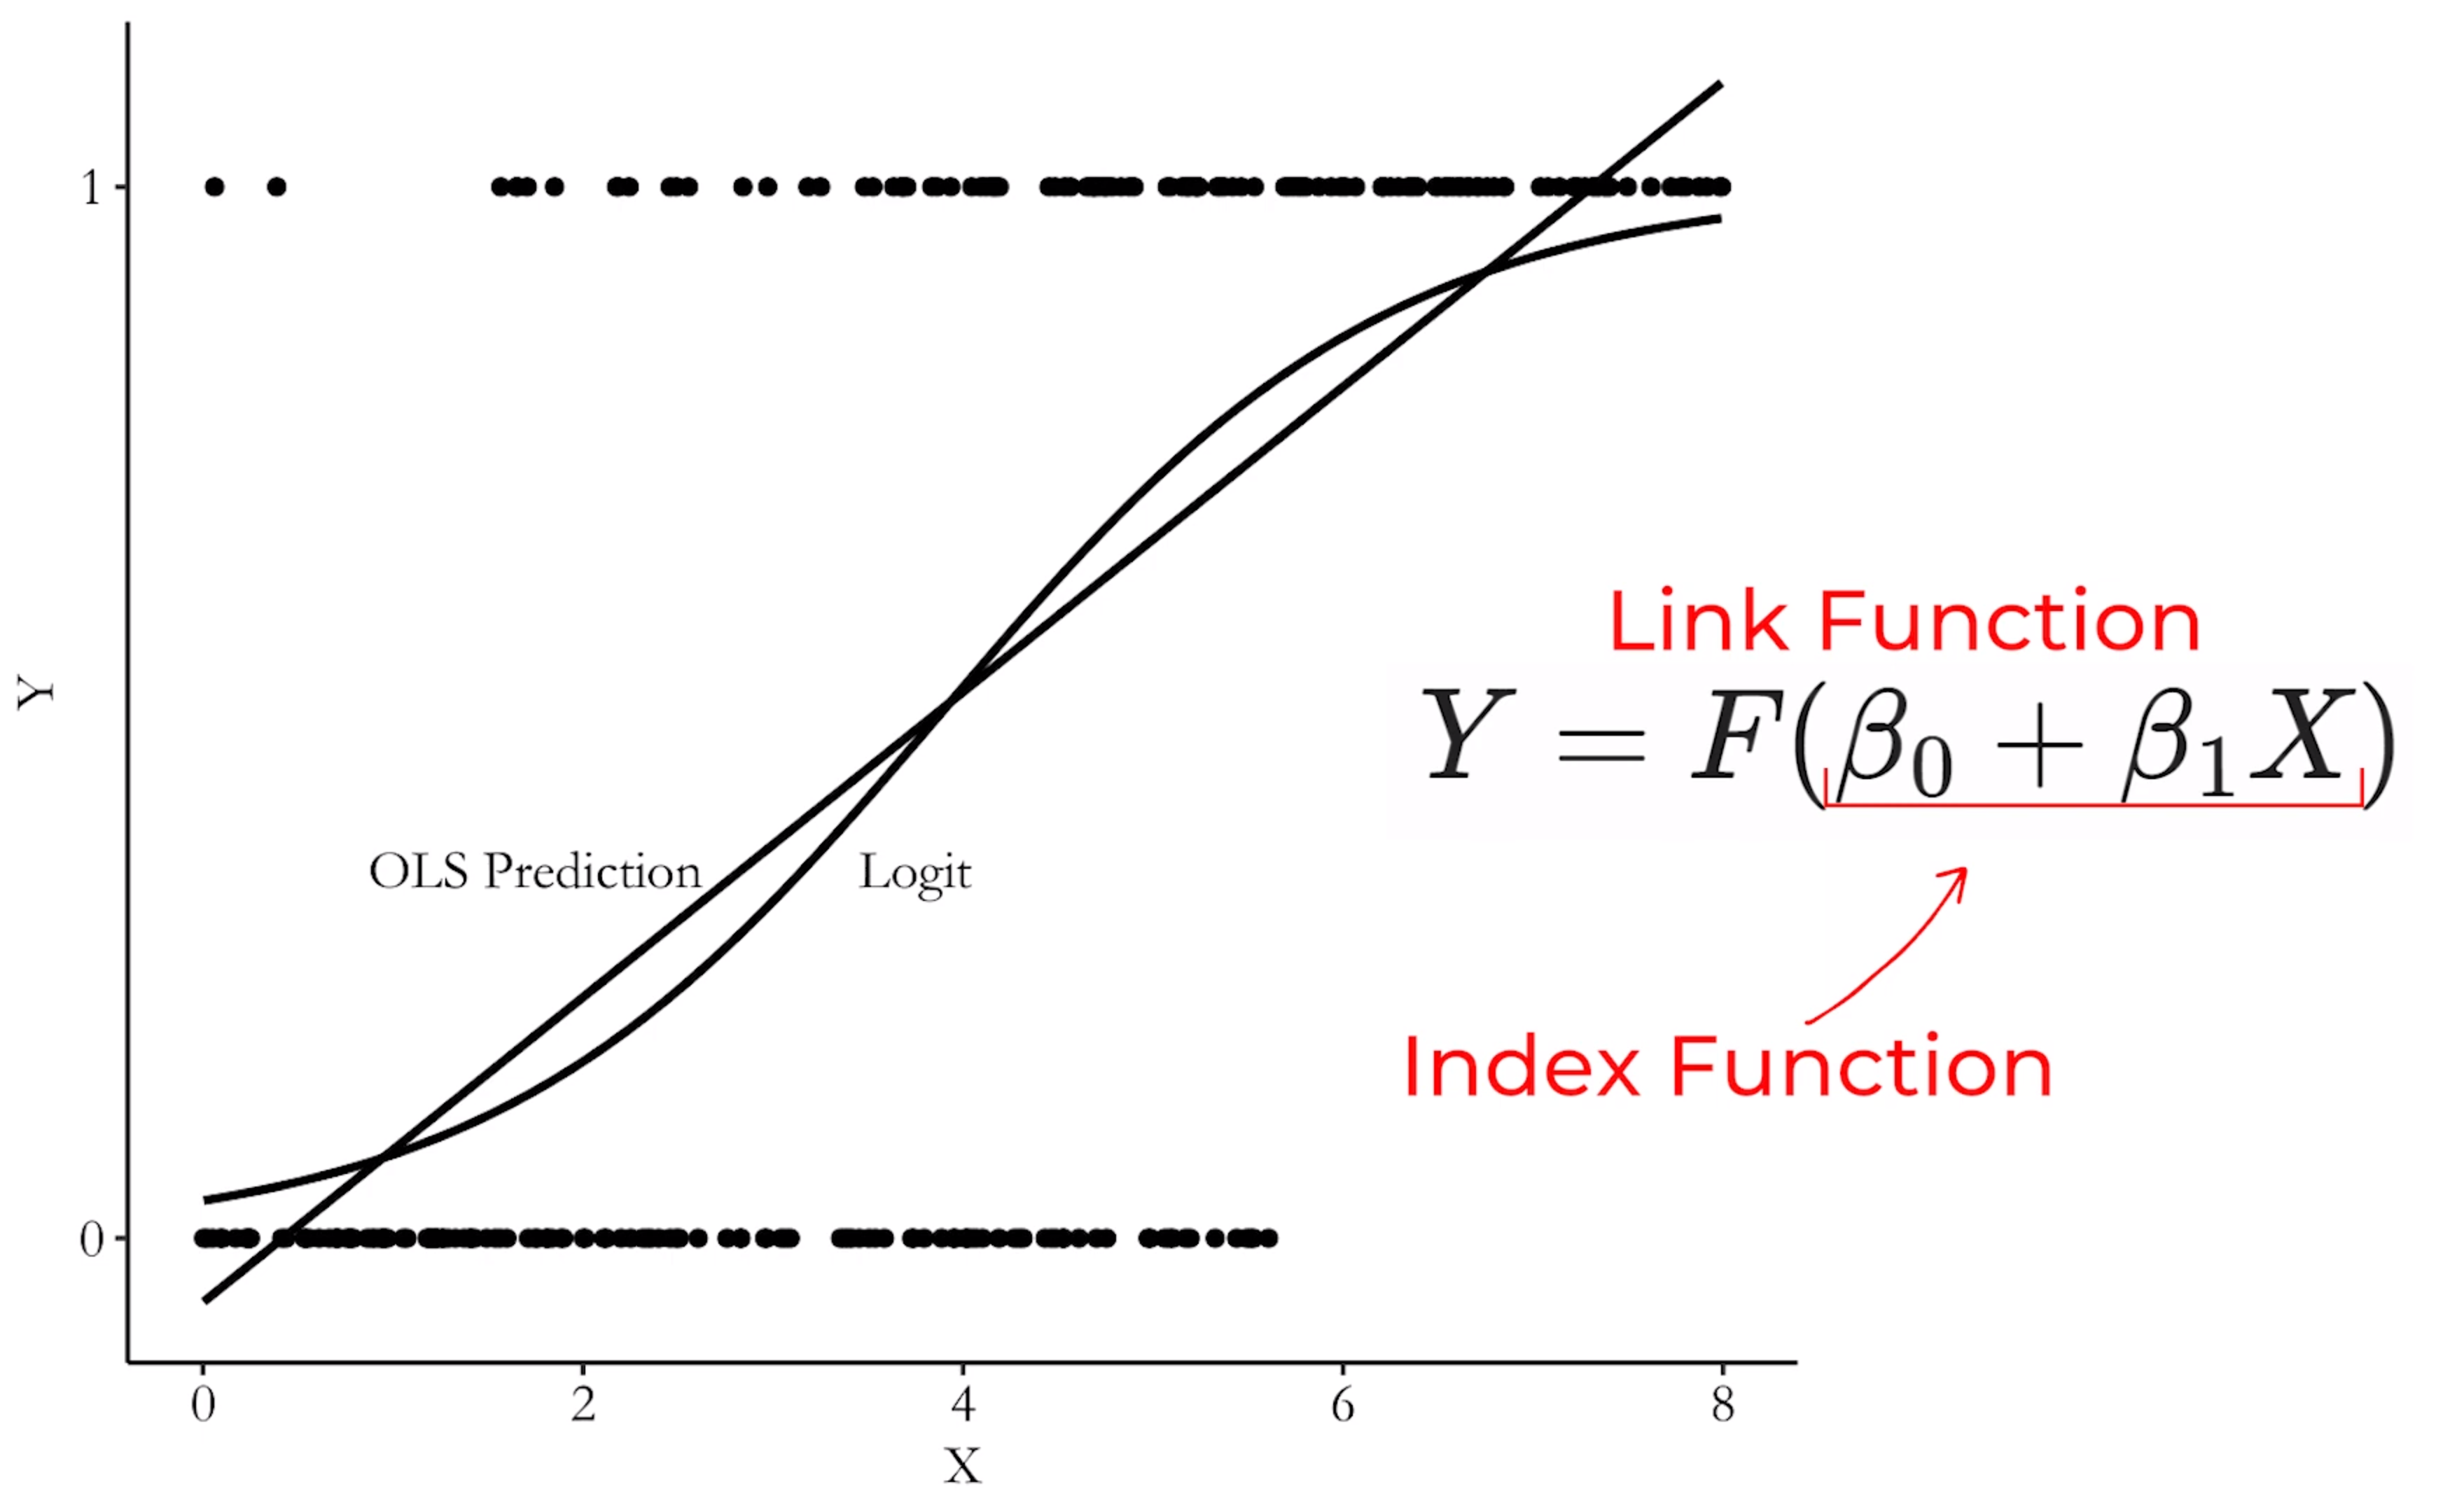 1
Link Function
Y
Y = F(β₀ + β₁X)
OLS Prediction
Logit
Index Function
0
0 2 4 6 8
X